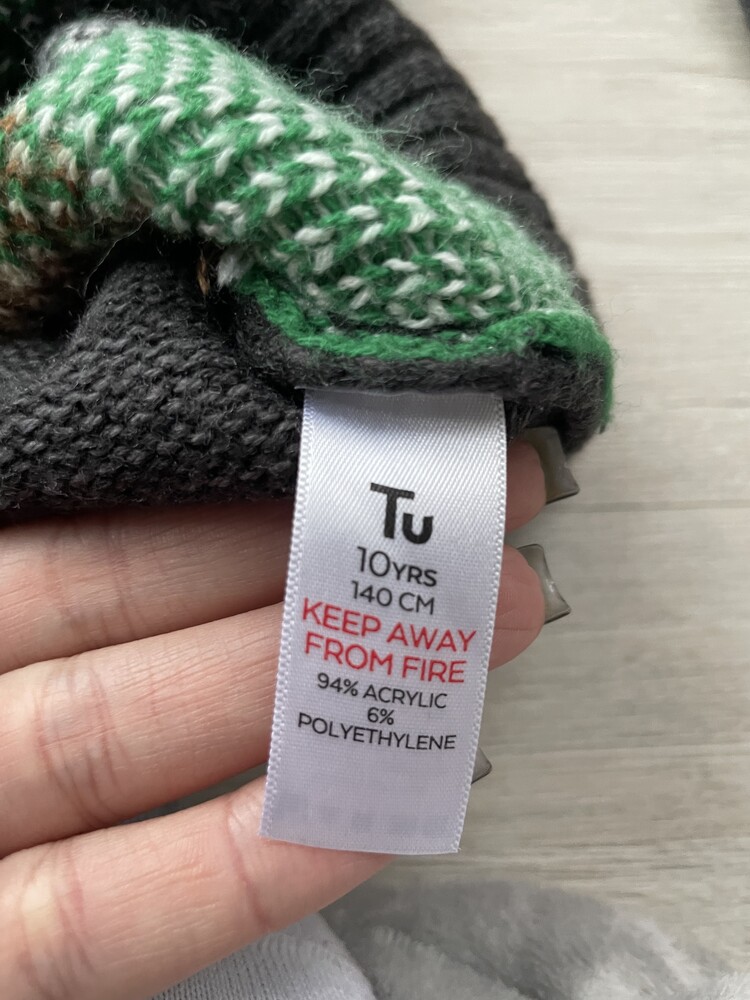 Tu
10YRS
140 CM
KEEP AWAY
FROM FIRE
94% ACRYLIC
6%
POLYETHYLENE